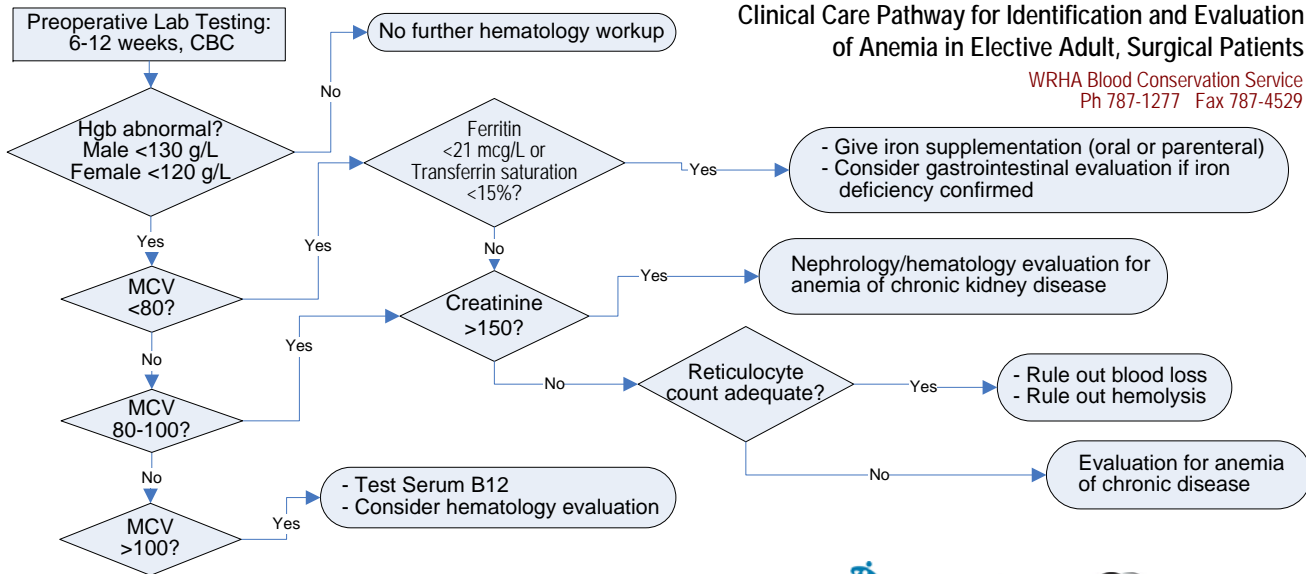 Clinical Care Pathway for Identification and Evaluation
of Anemia in Elective Adult, Surgical Patients
WRHA Blood Conservation Service
Ph 787-1277 Fax 787-4529
Preoperative Lab Testing:
6-12 weeks, CBC
No further hematology workup
No
Hgb abnormal?
Male <130 g/L
Female <120 g/L
Ferritin
<21 mcg/L or
Transferrin saturation
<15%?
Yes
- Give iron supplementation (oral or parenteral)
- Consider gastrointestinal evaluation if iron
deficiency confirmed
Yes
Yes
No
MCV
<80?
Creatinine
>150?
Yes
Nephrology/hematology evaluation for
anemia of chronic kidney disease
No
Yes
No
Reticulocyte
count adequate?
Yes
- Rule out blood loss
- Rule out hemolysis
MCV
80-100?
No
No
Evaluation for anemia
of chronic disease
MCV
>100?
Yes
- Test Serum B12
- Consider hematology evaluation